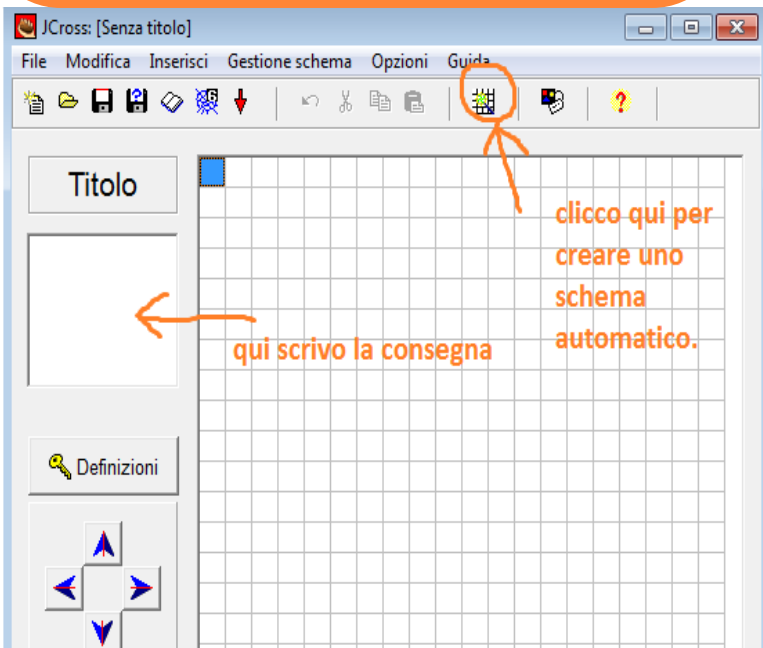 JCross: [Senza titolo]
File Modifica Inserisci Gestione schema Opzioni Guida
Titolo
clicco qui per
creare uno
schema
automatico.
qui scrivo la consegna
Definizioni